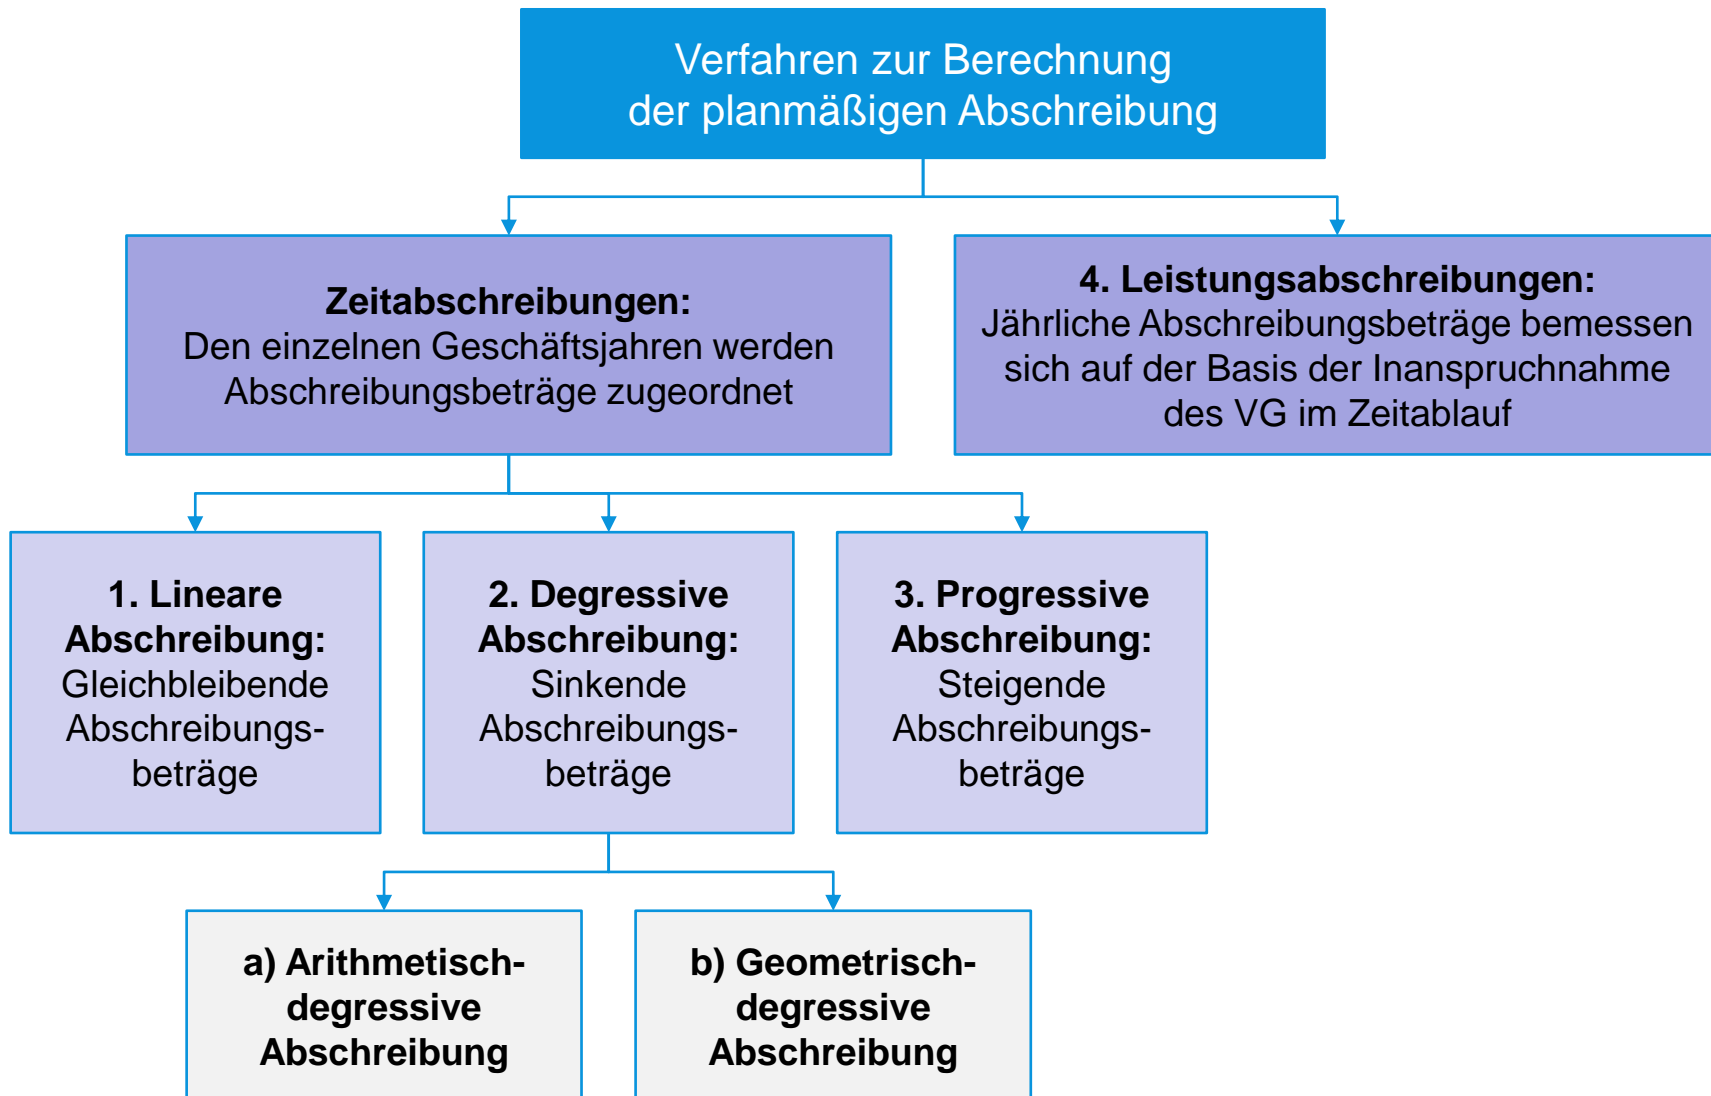 Verfahren zur Berechnung
der planmäßigen Abschreibung
Zeitabschreibungen:
Den einzelnen Geschäftsjahren werden
Abschreibungsbeträge zugeordnet
4. Leistungsabschreibungen:
Jährliche Abschreibungsbeträge bemessen
sich auf der Basis der Inanspruchnahme
des VG im Zeitablauf
1. Lineare
Abschreibung:
Gleichbleibende
Abschreibungs-
beträge
2. Degressive
Abschreibung:
Sinkende
Abschreibungs-
beträge
3. Progressive
Abschreibung:
Steigende
Abschreibungs-
beträge
a) Arithmetisch-
degressive
Abschreibung
b) Geometrisch-
degressive
Abschreibung